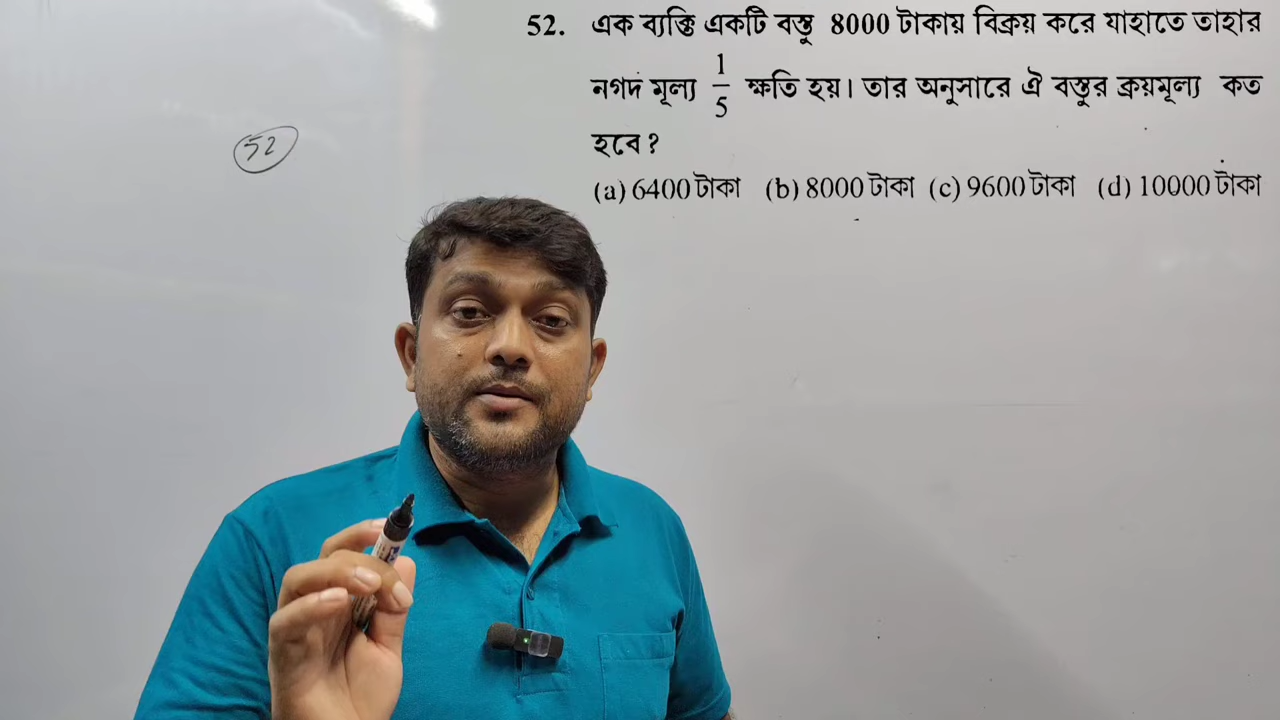 52. এক ব্যক্তি একটি বস্তু 8000 টাকায় বিক্রয় করে যাহাতে তাহার
নগদ মূল্য 1/5 ক্ষতি হয়। তার অনুসারে ঐ বস্তুর ক্রয়মূল্য কত
হবে?
(a) 6400 টাকা (b) 8000 টাকা (c) 9600 টাকা (d) 10000 টাকা
52